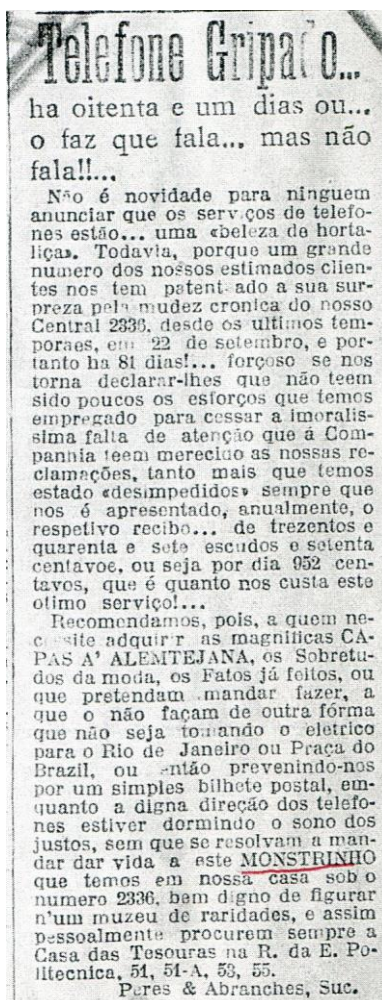 Telefone Gripado...
ha oitenta e um dias ou...
o faz que fala... mas não
fala!!...
Não é novidade para ninguem
anunciar que os serviços de telefo-
nes estão... uma «beleza de horta-
liça». Todavia, porque um grande
numero dos nossos estimados clien-
tes nos tem patenteado a sua sur-
preza pela mudez cronica do nosso
Central 2336, desde os ultimos tem-
poraes, em 22 de setembro, e por-
tanto ha 81 dias!... forçoso se nos
torna declarar-lhes que não teem
sido poucos os esforços que temos
empregado para cessar a imoralis-
sima falta de atenção que á Com-
panhia teem merecido as nossas re-
clamações, tanto mais que temos
estado «desimpedidos» sempre que
nos é apresentado, anualmente, o
respetivo recibo... de trezentos e
quarenta e sete escudos e setenta
centavoe, ou seja por dia 952 cen-
tavos, que é quanto nos custa este
otimo serviço!...
Recomendamos, pois, a quem ne-
cessite adquirir as magnificas CA-
PAS A' ALEMTEJANA, os Sobretu-
dos da moda, os Fatos já feitos, ou
que pretendam mandar fazer, a
que o não façam de outra fórma
que não seja tomando o eletrico
para o Rio de Janeiro ou Praça do
Brazil, ou então prevenindo-nos
por um simples bilhete postal, em-
quanto a digna direção dos telefo-
nes estiver dormindo o sono dos
justos, sem que se resolvam a man-
dar dar vida a este MONSTRINHO
que temos em nossa casa sob o
numero 2336, bem digno de figurar
n'um muzeu de raridades, e assim
pessoalmente procurem sempre a
Casa das Tesouras na R. da E. Po-
litecnica, 51, 51-A, 53, 55.
Peres & Abranches, Suc.